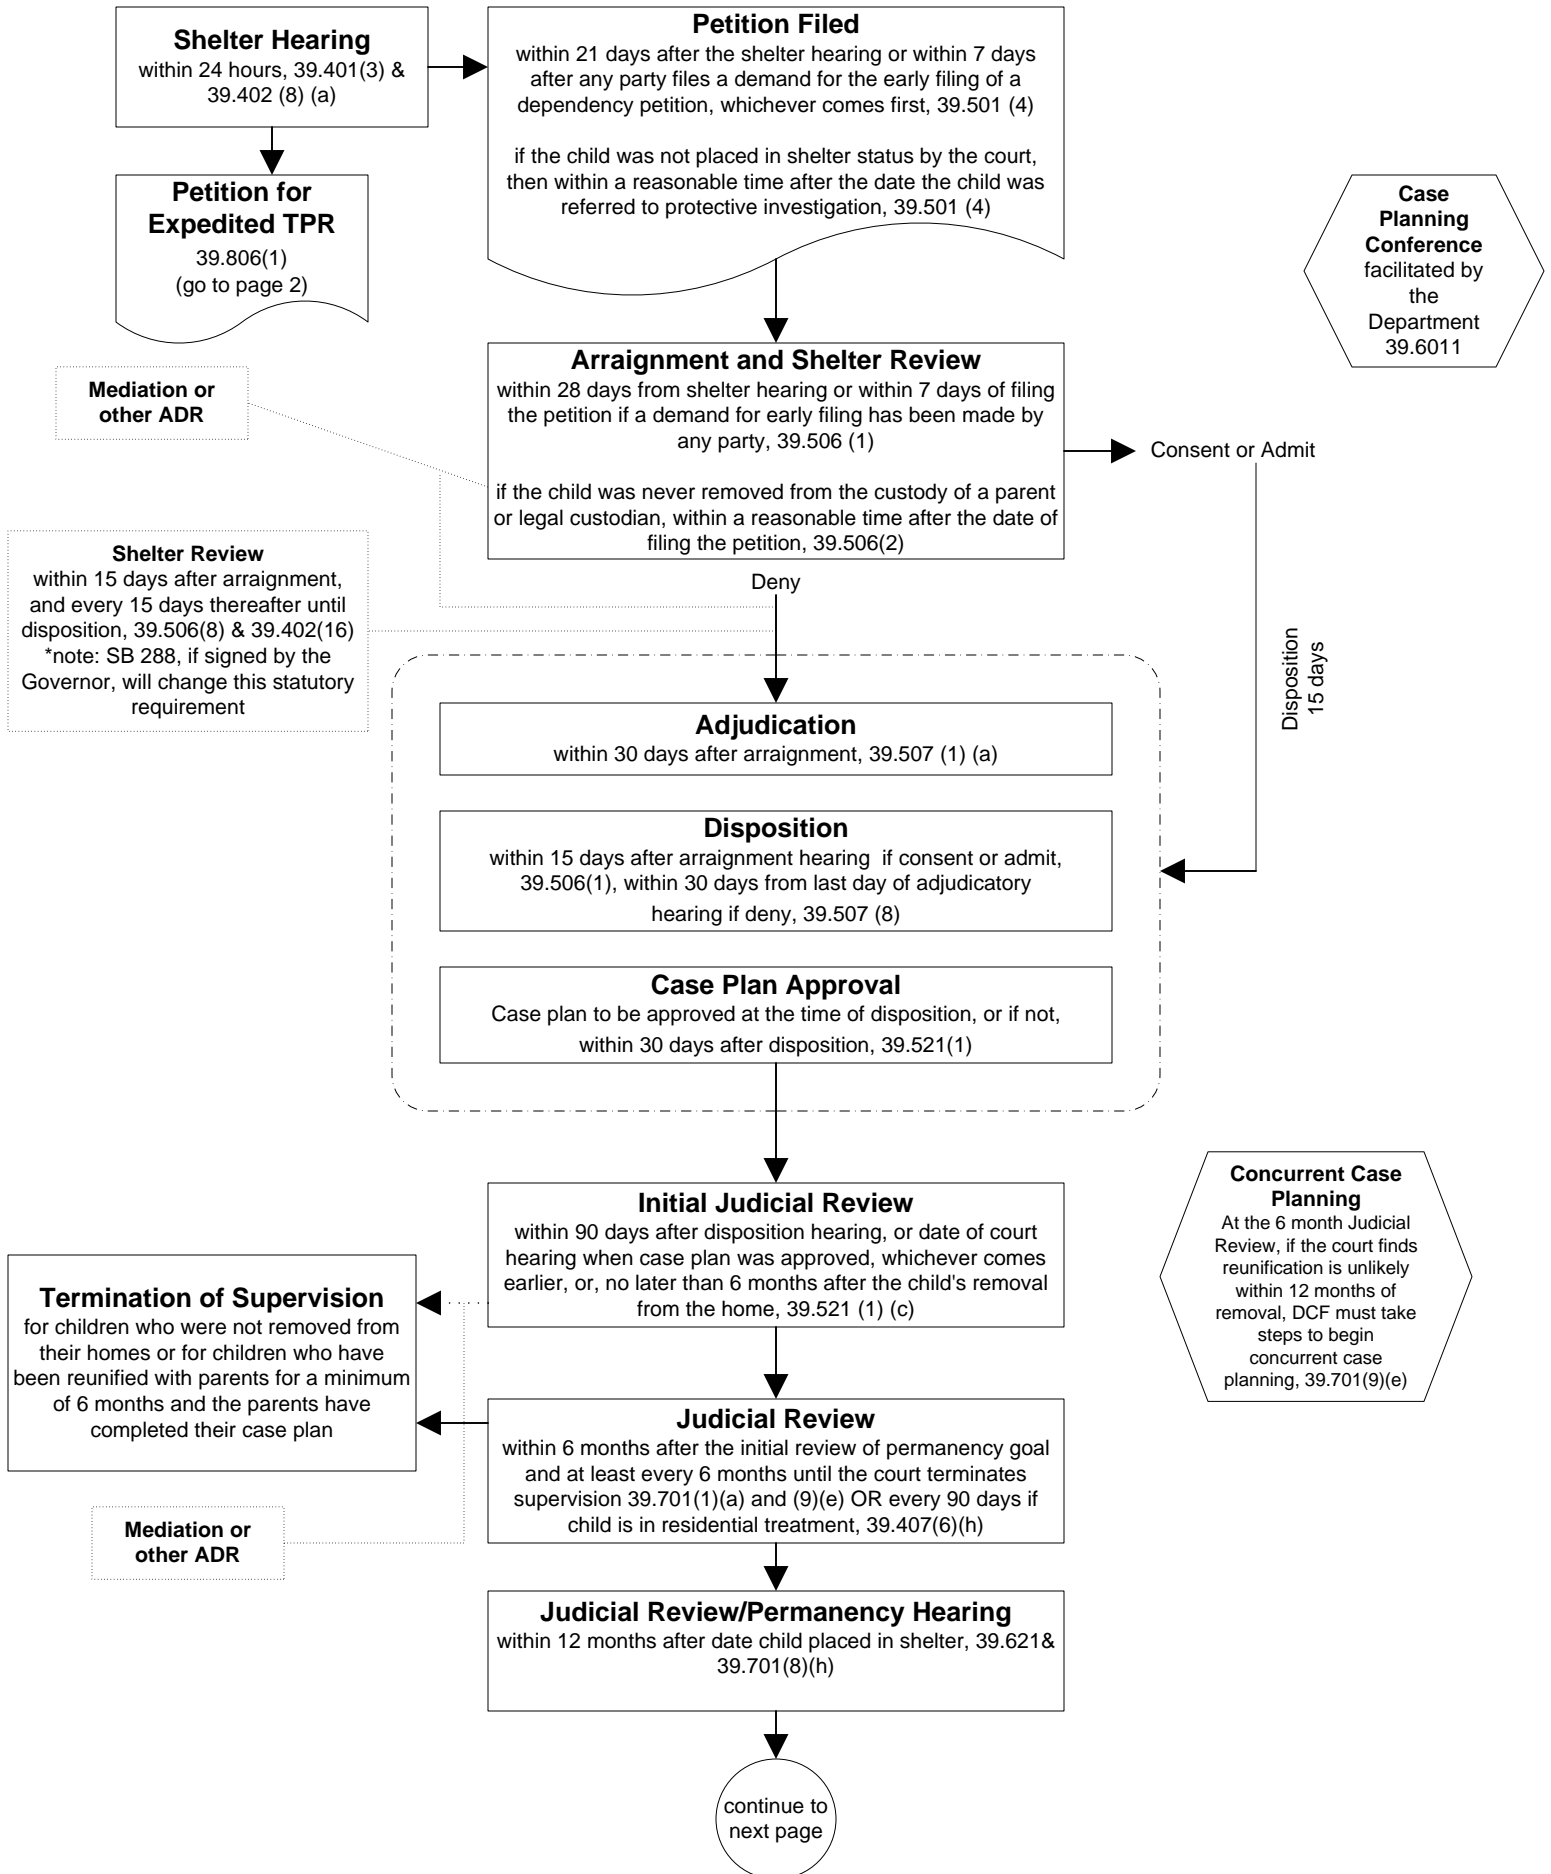 Shelter Hearing
within 24 hours, 39.401(3) &
39.402 (8) (a)
Petition Filed
within 21 days after the shelter hearing or within 7 days
after any party files a demand for the early filing of a
dependency petition, whichever comes first, 39.501 (4)
if the child was not placed in shelter status by the court,
then within a reasonable time after the date the child was
referred to protective investigation, 39.501 (4)
Petition for
Expedited TPR
39.806(1)
(go to page 2)
Case
Planning
Conference
facilitated by
the
Department
39.6011
Arraignment and Shelter Review
within 28 days from shelter hearing or within 7 days of filing
the petition if a demand for early filing has been made by
any party, 39.506 (1)
if the child was never removed from the custody of a parent
or legal custodian, within a reasonable time after the date of
filing the petition, 39.506(2)
Mediation or
other ADR
Consent or Admit
Shelter Review
within 15 days after arraignment,
and every 15 days thereafter until
disposition, 39.506(8) & 39.402(16)
*note: SB 288, if signed by the
Governor, will change this statutory
requirement
Deny
Disposition
15 days
Adjudication
within 30 days after arraignment, 39.507 (1) (a)
Disposition
within 15 days after arraignment hearing  if consent or admit,
39.506(1), within 30 days from last day of adjudicatory
hearing if deny, 39.507 (8)
Case Plan Approval
Case plan to be approved at the time of disposition, or if not,
within 30 days after disposition, 39.521(1)
Initial Judicial Review
within 90 days after disposition hearing, or date of court
hearing when case plan was approved, whichever comes
earlier, or, no later than 6 months after the child's removal
from the home, 39.521 (1) (c)
Concurrent Case
Planning
At the 6 month Judicial
Review, if the court finds
reunification is unlikely
within 12 months of
removal, DCF must take
steps to begin
concurrent case
planning, 39.701(9)(e)
Termination of Supervision
for children who were not removed from
their homes or for children who have
been reunified with parents for a minimum
of 6 months and the parents have
completed their case plan
Judicial Review
within 6 months after the initial review of permanency goal
and at least every 6 months until the court terminates
supervision 39.701(1)(a) and (9)(e) OR every 90 days if
child is in residential treatment, 39.407(6)(h)
Mediation or
other ADR
Judicial Review/Permanency Hearing
within 12 months after date child placed in shelter, 39.621&
39.701(8)(h)
continue to
next page